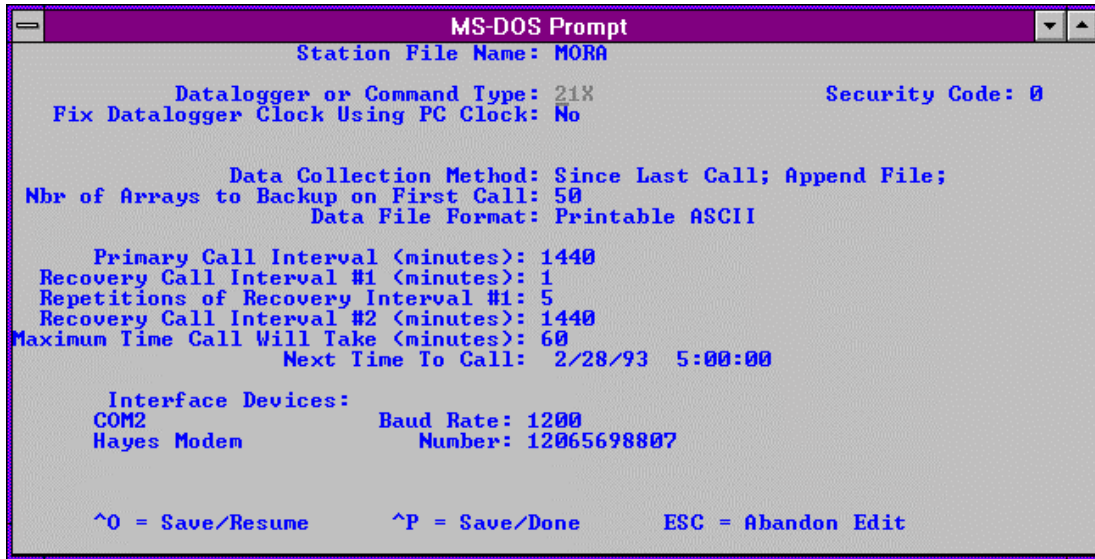 MS-DOS Prompt
Station File Name: MORA
Datalogger or Command Type: 21X Security Code: 0
Fix Datalogger Clock Using PC Clock: No
Data Collection Method: Since Last Call; Append File;
Nbr of Arrays to Backup on First Call: 50
Data File Format: Printable ASCII
Primary Call Interval (minutes): 1440
Recovery Call Interval #1 (minutes): 1
Repetitions of Recovery Interval #1: 5
Recovery Call Interval #2 (minutes): 1440
Maximum Time Call Will Take (minutes): 60
Next Time To Call: 2/28/93 5:00:00
Interface Devices:
COM2 Baud Rate: 1200
Hayes Modem Number: 12065698807
^O = Save/Resume ^P = Save/Done ESC = Abandon Edit